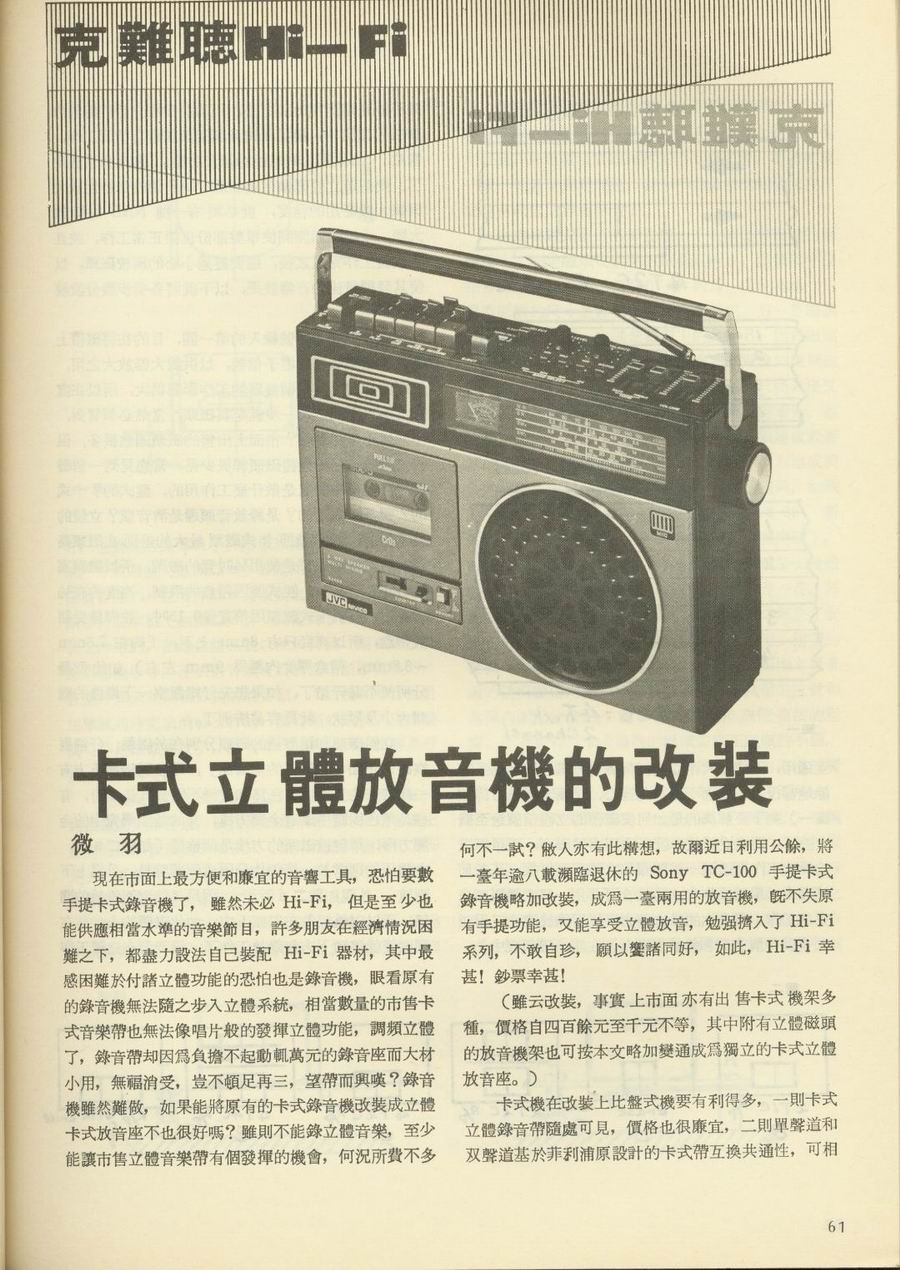 克難聽Hi—Fi
FULL
CrO₂
JVC NIVICO
MIC
卡式立體放音機的改裝
微　羽
現在市面上最方便和廉宜的音響工具，恐怕要數
手提卡式錄音機了，雖然未必 Hi-Fi，但是至少也
能供應相當水準的音樂節目，許多朋友在經濟情況困
難之下，都盡力設法自己裝配 Hi-Fi 器材，其中最
感困難於付諸立體功能的恐怕也是錄音機，眼看原有
的錄音機無法隨之步入立體系統，相當數量的市售卡
式音樂帶也無法像唱片般的發揮立體功能，調頻立體
了，錄音帶却因爲負擔不起動輒萬元的錄音座而大材
小用，無福消受，豈不頓足再三，望帶而興嘆？錄音
機雖然難做，如果能將原有的卡式錄音機改裝成立體
卡式放音座不也很好嗎？雖則不能錄立體音樂，至少
能讓市售立體音樂帶有個發揮的機會，何況所費不多
何不一試？敝人亦有此構想，故爾近日利用公餘，將
一臺年逾八載瀕臨退休的 Sony TC-100 手提卡式
錄音機略加改裝，成爲一臺兩用的放音機，旣不失原
有手提功能，又能享受立體放音，勉强擠入了 Hi-Fi
系列，不敢自珍，願以饗諸同好，如此，Hi-Fi 幸
甚！鈔票幸甚！
（雖云改裝，事實上市面亦有出售卡式機架多
種，價格自四百餘元至千元不等，其中附有立體磁頭
的放音機架也可按本文略加變通成爲獨立的卡式立體
放音座。）
卡式機在改裝上比盤式機要有利得多，一則卡式
立體錄音帶隨處可見，價格也很廉宜，二則單聲道和
双聲道基於菲利浦原設計的卡式帶互換共通性，可相
61